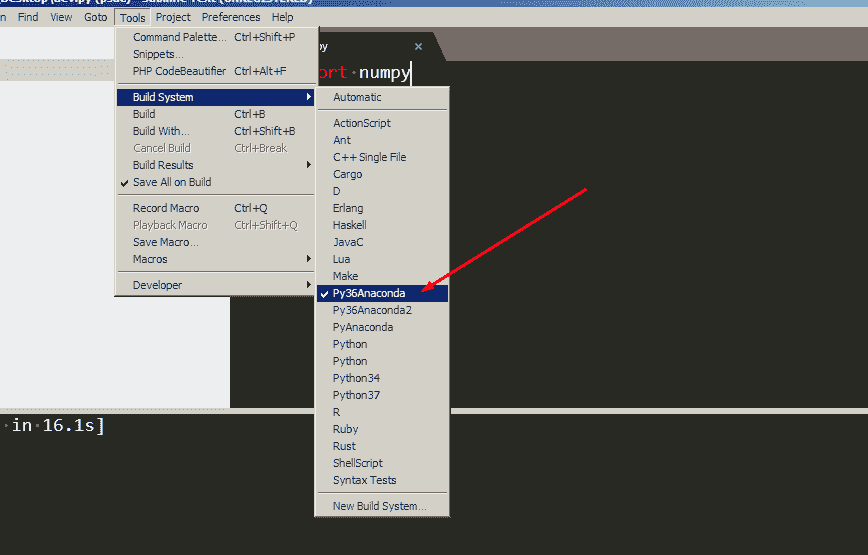 n Find View Goto Tools Project Preferences Help
Command Palette... Ctrl+Shift+P
Snippets...
PHP CodeBeautifier Ctrl+Alt+F
Build System
Build Ctrl+B
Build With... Ctrl+Shift+B
Cancel Build Ctrl+Break
Build Results
Save All on Build
Record Macro Ctrl+Q
Playback Macro Ctrl+Shift+Q
Save Macro...
Macros
Developer
py
ort numpy
Automatic
ActionScript
Ant
C++ Single File
Cargo
D
Erlang
Haskell
JavaC
Lua
Make
Py36Anaconda
Py36Anaconda2
PyAnaconda
Python
Python
Python34
Python37
R
Ruby
Rust
ShellScript
Syntax Tests
New Build System...
in 16.1s]